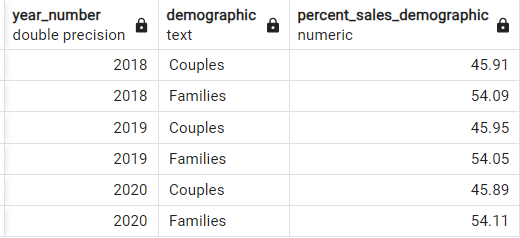 year_number demographic percent_sales_demographic
double precision text numeric
2018 Couples 45.91
2018 Families 54.09
2019 Couples 45.95
2019 Families 54.05
2020 Couples 45.89
2020 Families 54.11